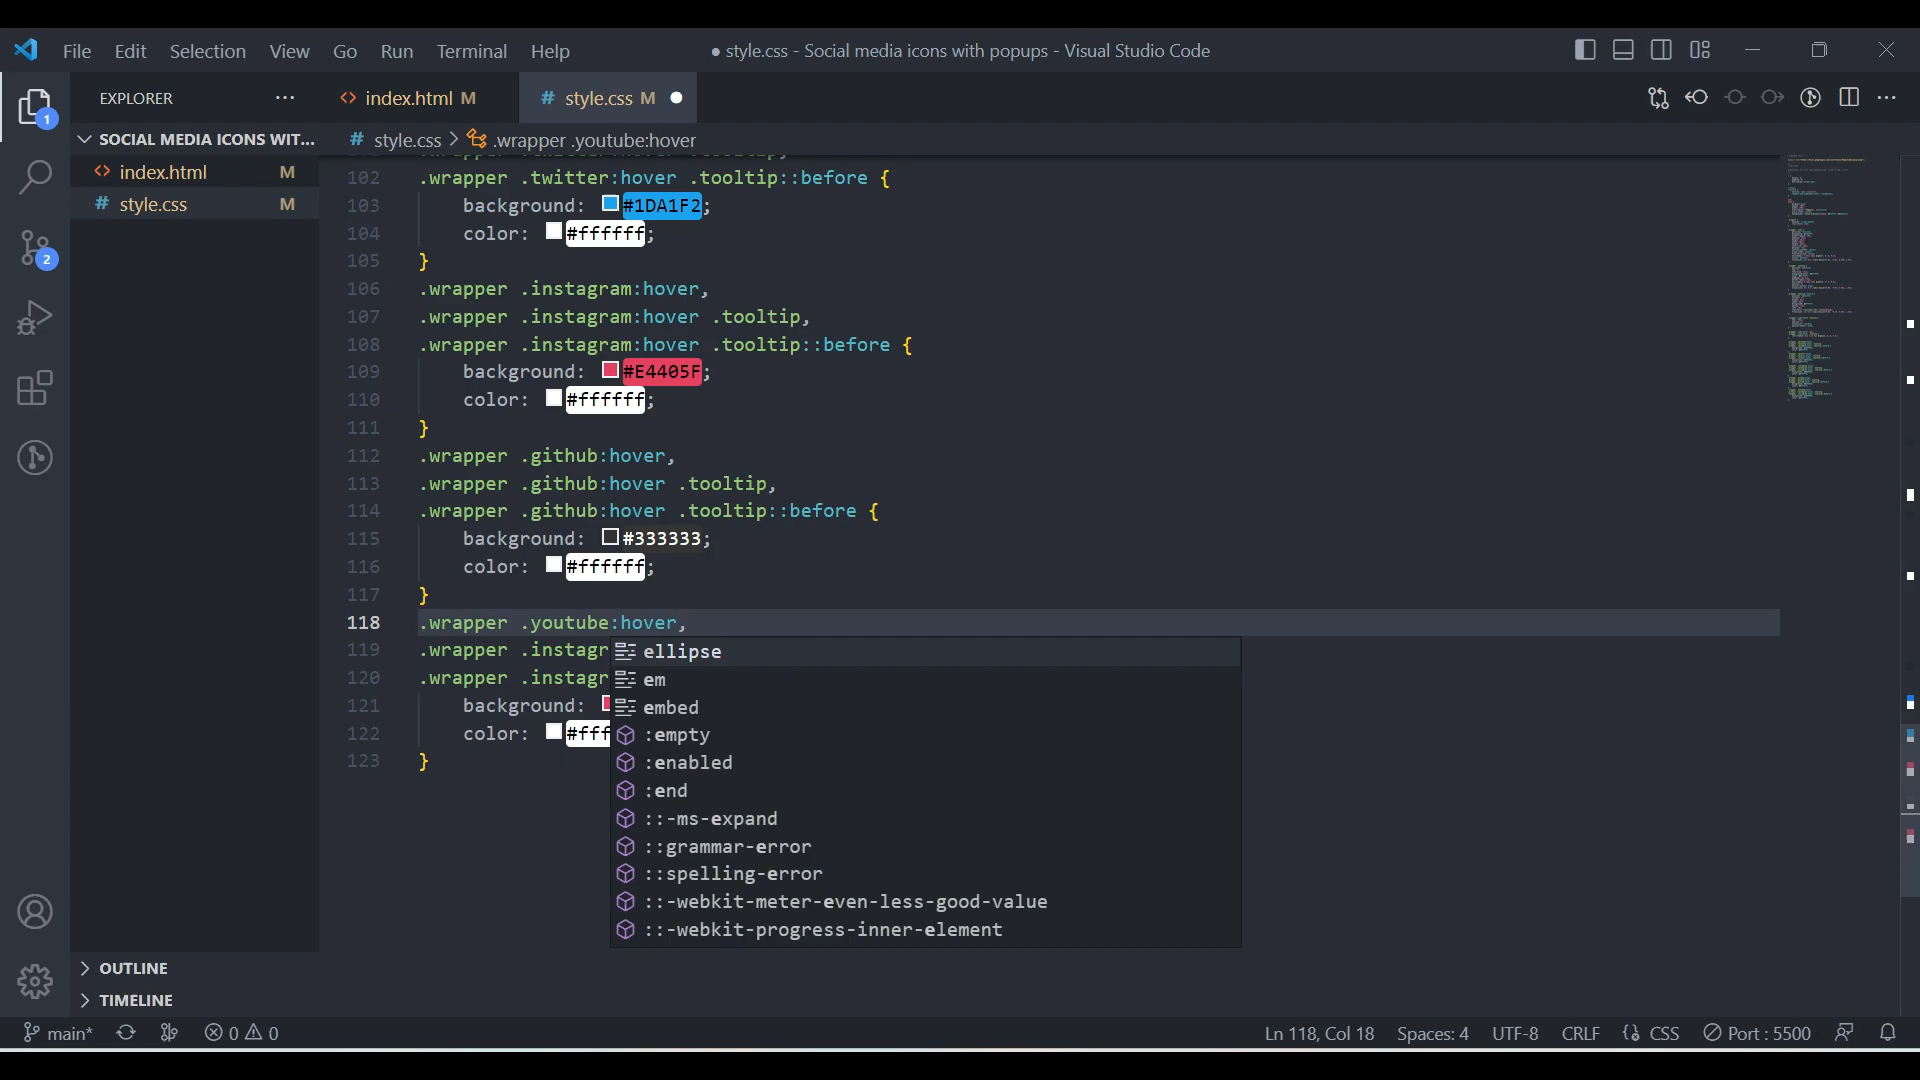 File Edit Selection View Go Run Terminal Help
● style.css - Social media icons with popups - Visual Studio Code
EXPLORER
index.html M
# style.css M
1
SOCIAL MEDIA ICONS WIT...
# style.css > .wrapper .youtube:hover
index.html M
# style.css M
2
102 .wrapper .twitter:hover .tooltip::before {
103 background: #1DA1F2;
104 color: #ffffff;
105 }
106 .wrapper .instagram:hover,
107 .wrapper .instagram:hover .tooltip,
108 .wrapper .instagram:hover .tooltip::before {
109 background: #E4405F;
110 color: #ffffff;
111 }
112 .wrapper .github:hover,
113 .wrapper .github:hover .tooltip,
114 .wrapper .github:hover .tooltip::before {
115 background: #333333;
116 color: #ffffff;
117 }
118 .wrapper .youtube:hover,
119 .wrapper .instagr
120 .wrapper .instagr
121 background:
122 color: #fff
123 }
ellipse
em
embed
:empty
:enabled
:end
::-ms-expand
::grammar-error
::spelling-error
::-webkit-meter-even-less-good-value
::-webkit-progress-inner-element
OUTLINE
TIMELINE
main* 0 0
Ln 118, Col 18 Spaces: 4 UTF-8 CRLF {} CSS Port : 5500